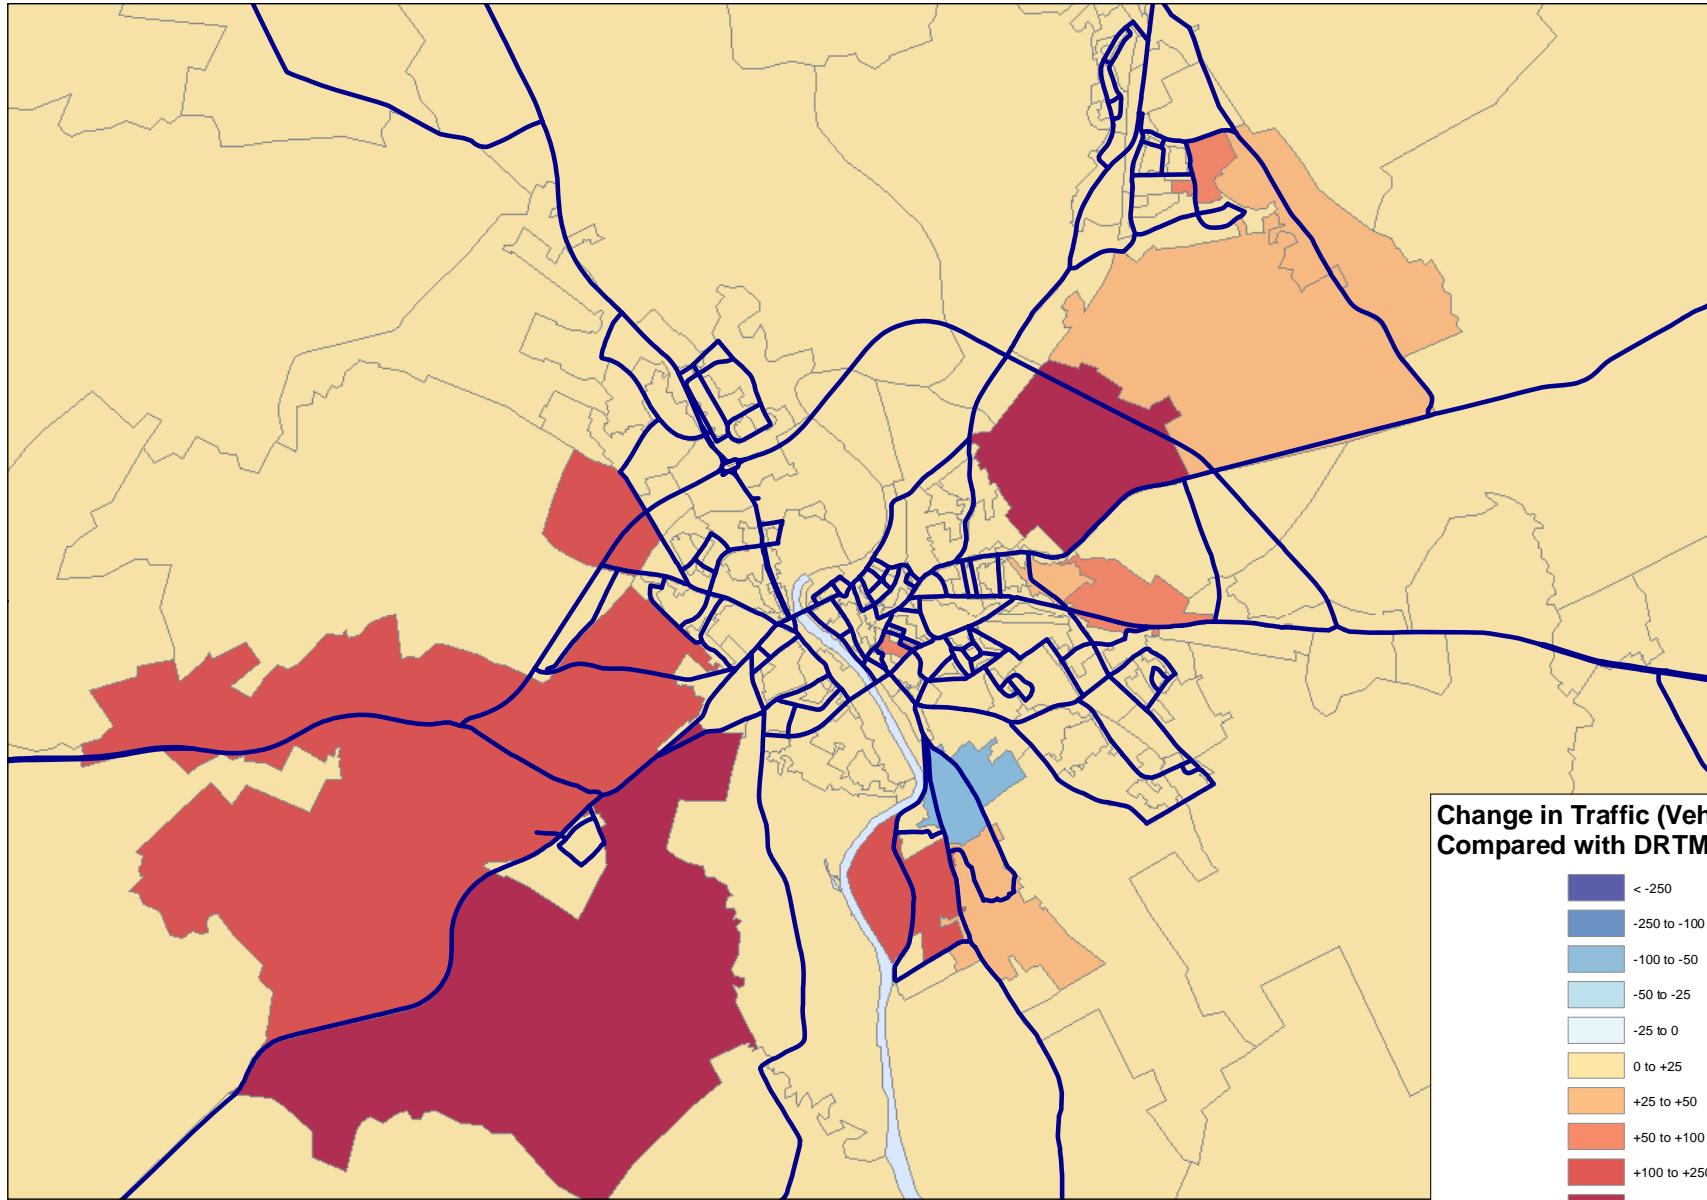 Change in Traffic (Veh
Compared with DRTM
< -250
-250 to -100
-100 to -50
-50 to -25
-25 to 0
0 to +25
+25 to +50
+50 to +100
+100 to +250